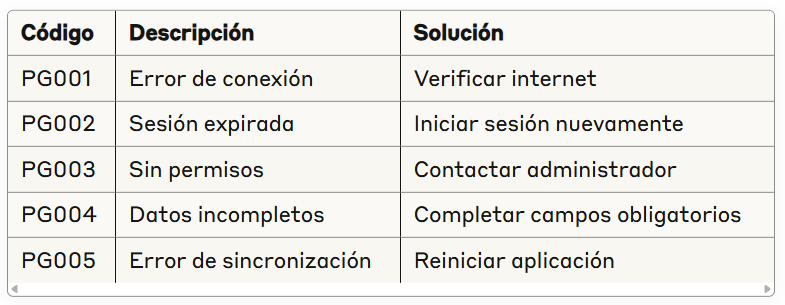 Código Descripción Solución
PG001 Error de conexión Verificar internet
PG002 Sesión expirada Iniciar sesión nuevamente
PG003 Sin permisos Contactar administrador
PG004 Datos incompletos Completar campos obligatorios
PG005 Error de sincronización Reiniciar aplicación